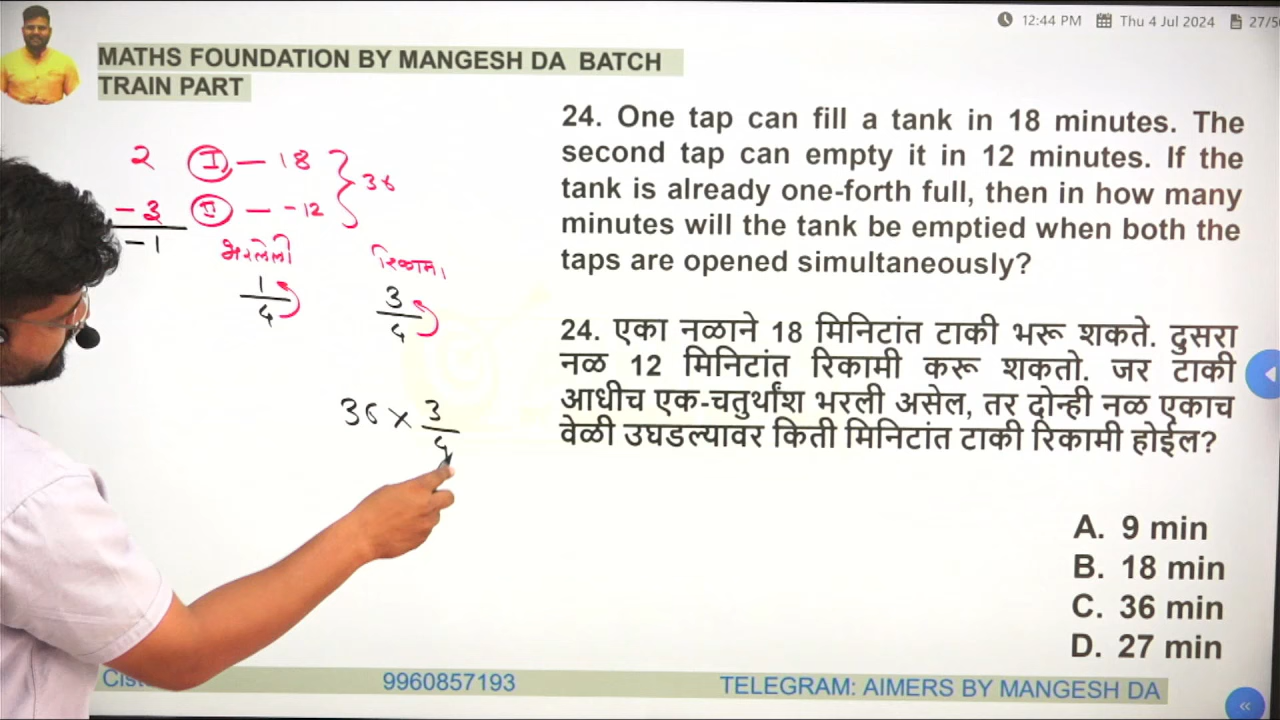 12:44 PM Thu 4 Jul 2024 27/5
MATHS FOUNDATION BY MANGESH DA BATCH
TRAIN PART
24. One tap can fill a tank in 18 minutes. The
second tap can empty it in 12 minutes. If the
tank is already one-forth full, then in how many
minutes will the tank be emptied when both the
taps are opened simultaneously?
2 I — 18
36
-3 II — -12
-1
भरलेली रिकामी
1/4 3/4
36 × 3/4
24. एका नळाने 18 मिनिटांत टाकी भरू शकते. दुसरा
नळ 12 मिनिटांत रिकामी करू शकतो. जर टाकी
आधीच एक-चतुर्थांश भरली असेल, तर दोन्ही नळ एकाच
वेळी उघडल्यावर किती मिनिटांत टाकी रिकामी होईल?
A. 9 min
B. 18 min
C. 36 min
D. 27 min
9960857193
TELEGRAM: AIMERS BY MANGESH DA